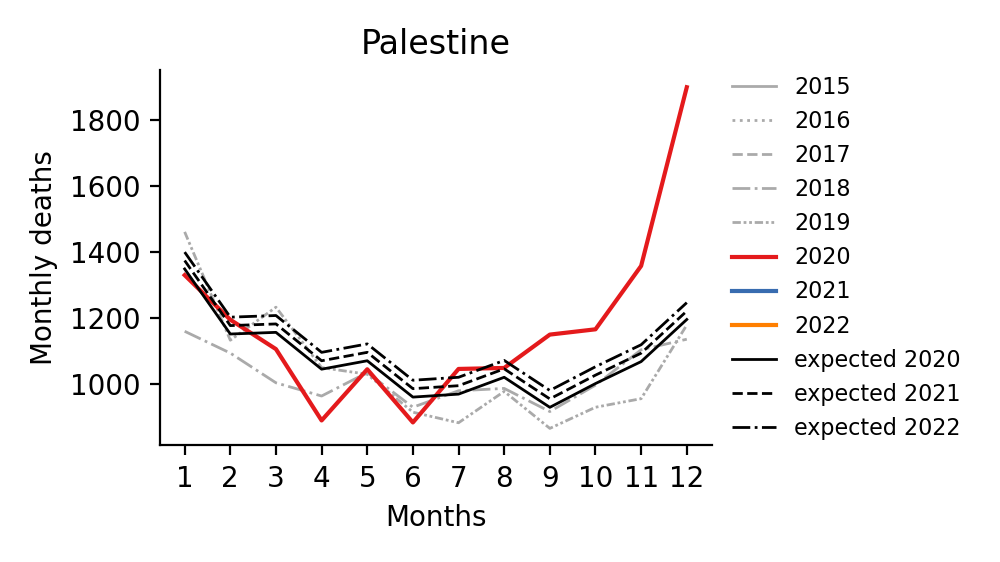 Palestine
Monthly deaths
1800
1600
1400
1200
1000
1 2 3 4 5 6 7 8 9 10 11 12
Months
2015
2016
2017
2018
2019
2020
2021
2022
expected 2020
expected 2021
expected 2022